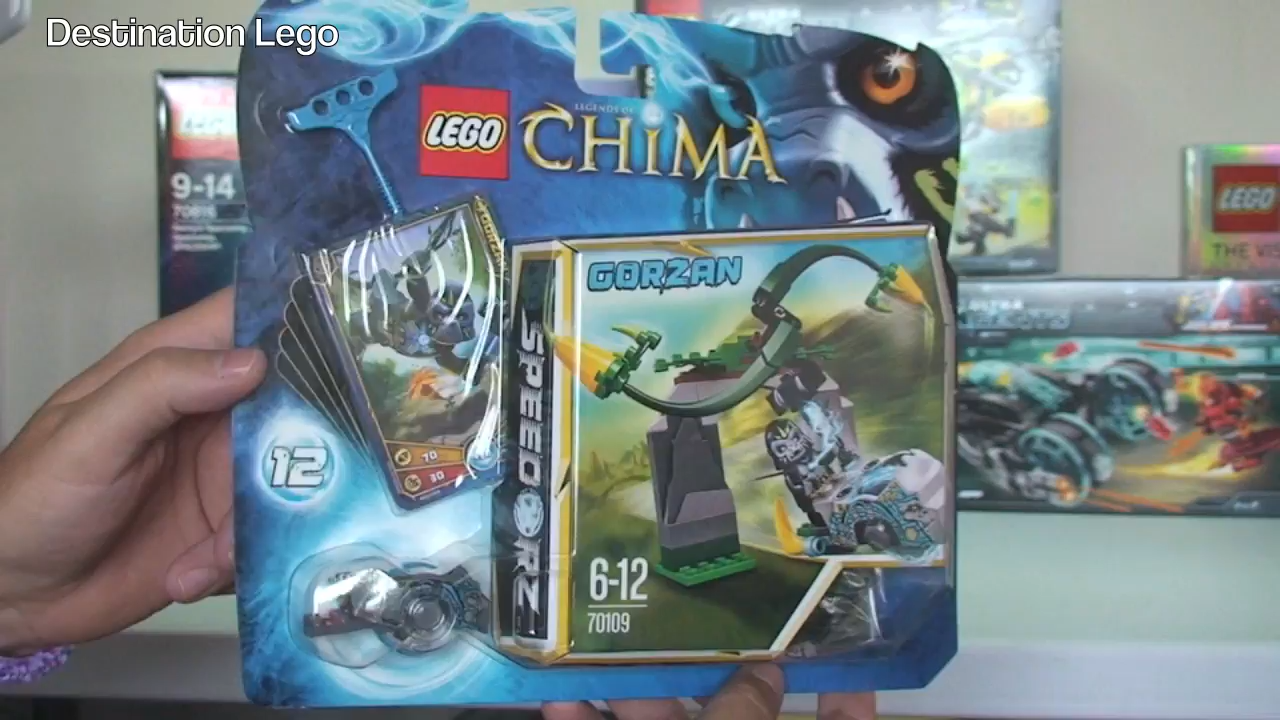 Destination Lego
LEGO
LEGENDS OF
CHIMA
9-14
LEGO
GORZAN
SPEEDORZ
12
70
30
6-12
70109